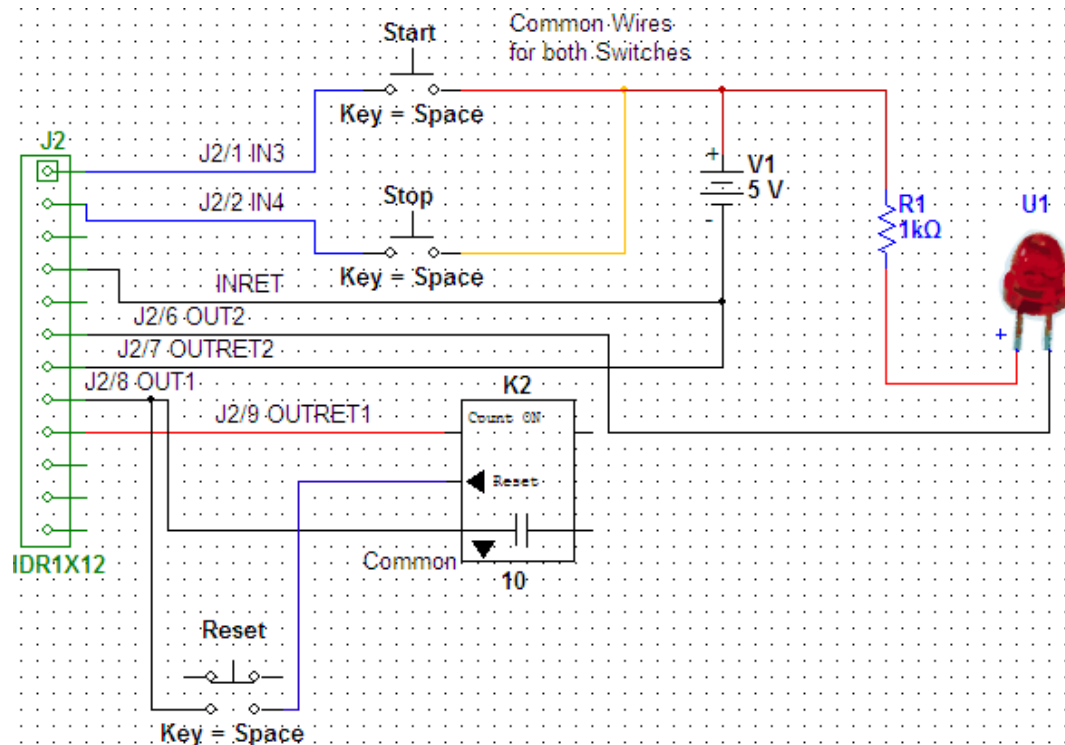 Common Wires
for both Switches
Start
Key = Space
J2
J2/1 IN3
V1
5 V
+
-
J2/2 IN4
Stop
Key = Space
R1
1kΩ
U1
+
INRET
J2/6 OUT2
J2/7 OUTRET2
J2/8 OUT1
K2
J2/9 OUTRET1
Count ON
Reset
Common
10
IDR1X12
Reset
Key = Space